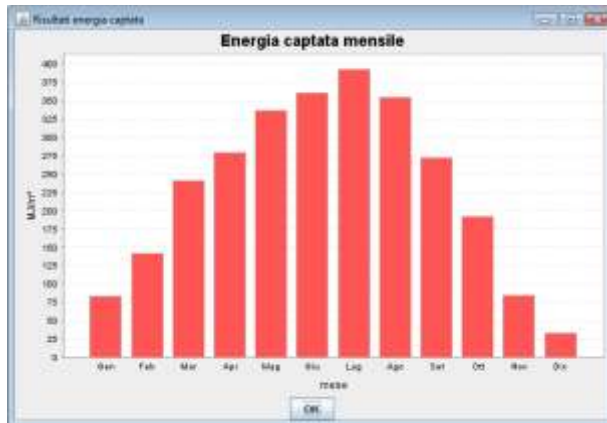 Risultati energia captata
Energia captata mensile
400
375
350
325
300
275
250
225
200
175
150
125
100
75
50
25
0
MJ/m²
Gen Feb Mar Apr Mag Giu Lug Ago Set Ott Nov Dic
mese
OK